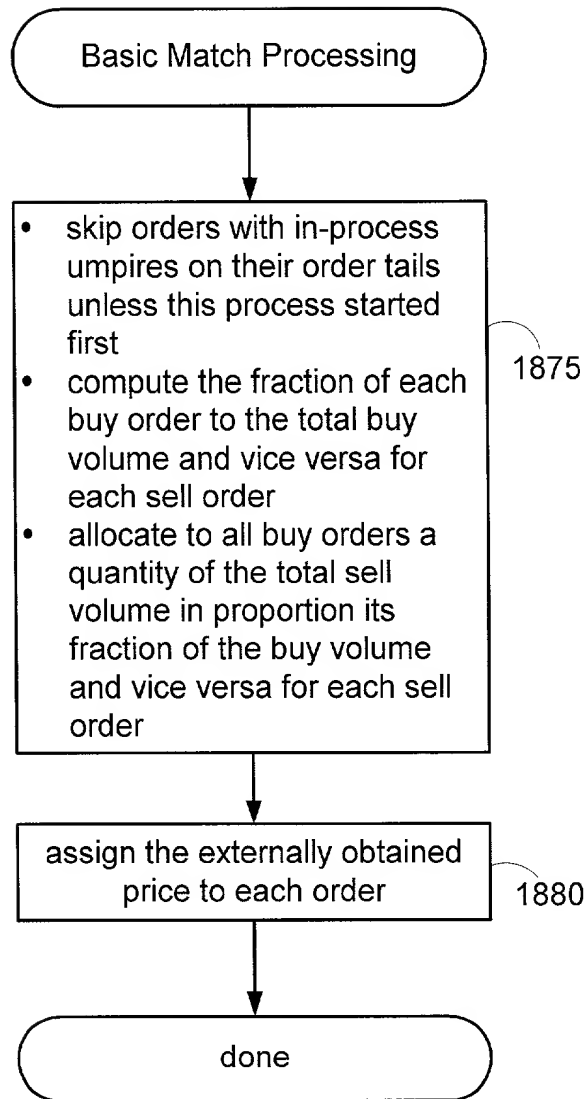 Basic Match Processing
• skip orders with in-process
umpires on their order tails
unless this process started
first
• compute the fraction of each
buy order to the total buy
volume and vice versa for
each sell order
• allocate to all buy orders a
quantity of the total sell
volume in proportion its
fraction of the buy volume
and vice versa for each sell
order
1875
assign the externally obtained
price to each order
1880
done